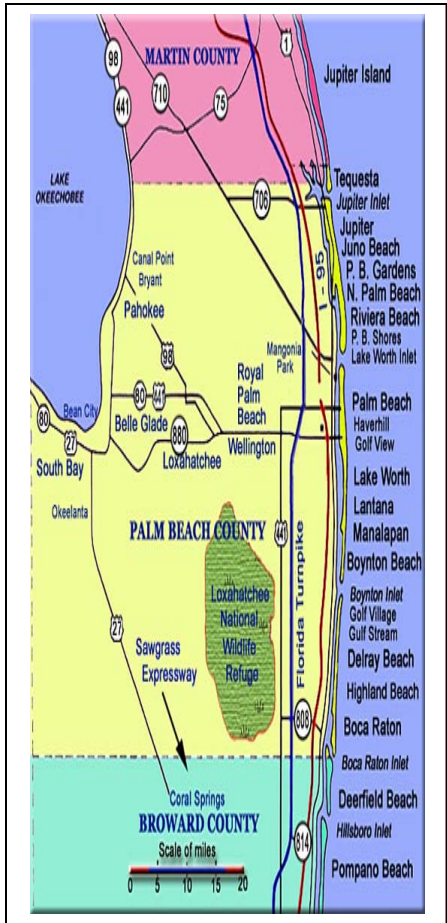 98
MARTIN COUNTY
1
441
710
75
Jupiter Island
LAKE
OKEECHOBEE
Tequesta
706
Jupiter Inlet
Jupiter
Juno Beach
I - 95
P. B. Gardens
N. Palm Beach
Riviera Beach
P. B. Shores
Lake Worth Inlet
Canal Point
Bryant
Pahokee
98
Mangonia
Park
Royal
Palm
Beach
80
441
Bean City
Belle Glade
80
27
880
Loxahatchee
Wellington
South Bay
Okeelanta
Palm Beach
Haverhill
Golf View
Lake Worth
Lantana
Manalapan
Boynton Beach
PALM BEACH COUNTY
441
Florida Turnpike
Loxahatchee
National
Wildlife
Refuge
Boynton Inlet
Golf Village
Gulf Stream
Delray Beach
Highland Beach
27
Sawgrass
Expressway
808
Boca Raton
Boca Raton Inlet
Deerfield Beach
Coral Springs
BROWARD COUNTY
Hillsboro Inlet
814
Pompano Beach
Scale of miles
0 5 10 20